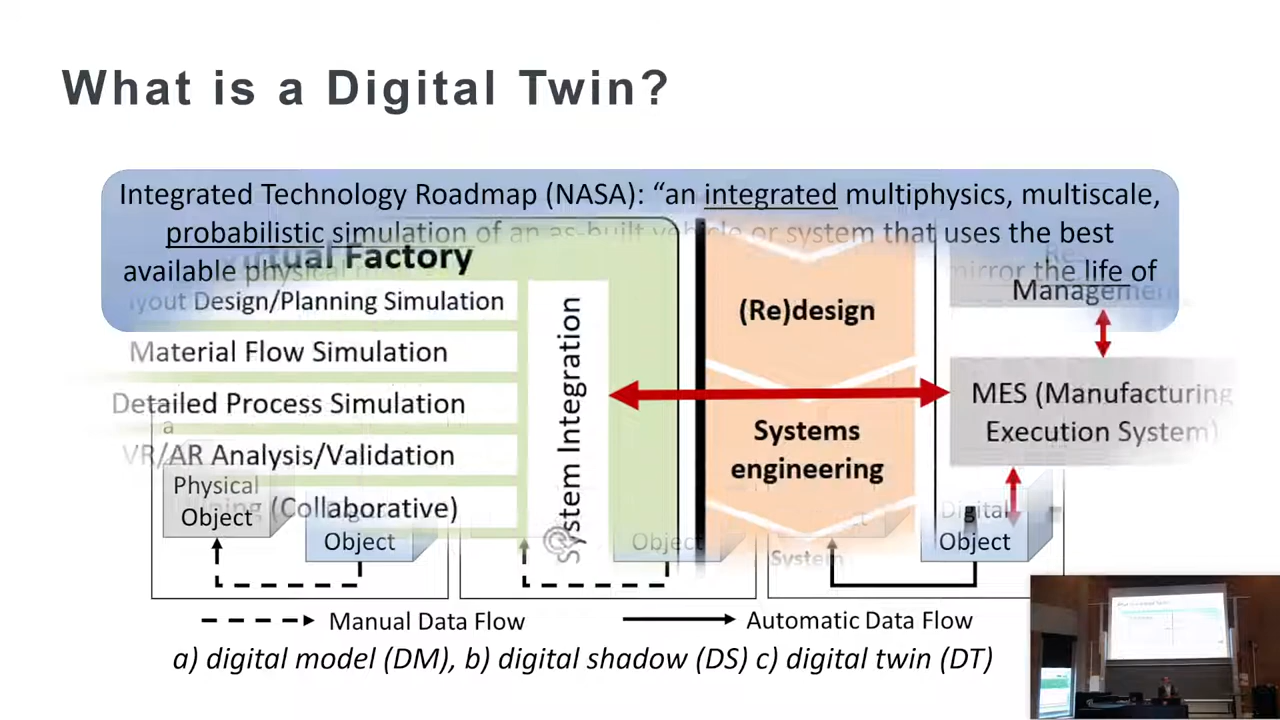 What is a Digital Twin?
Integrated Technology Roadmap (NASA): “an integrated multiphysics, multiscale,
probabilistic simulation of an as-built vehicle or system that uses the best
available physical mirror the life of
Factory
Design/Planning Simulation
Material Flow Simulation
Detailed Process Simulation
VR/AR Analysis/Validation
(Collaborative)
System Integration
(Re)design
Systems
engineering
Management
MES (Manufacturing
Execution System)
a
Physical
Object
Object
Object
System
Digital
Object
Manual Data Flow
Automatic Data Flow
a) digital model (DM), b) digital shadow (DS) c) digital twin (DT)